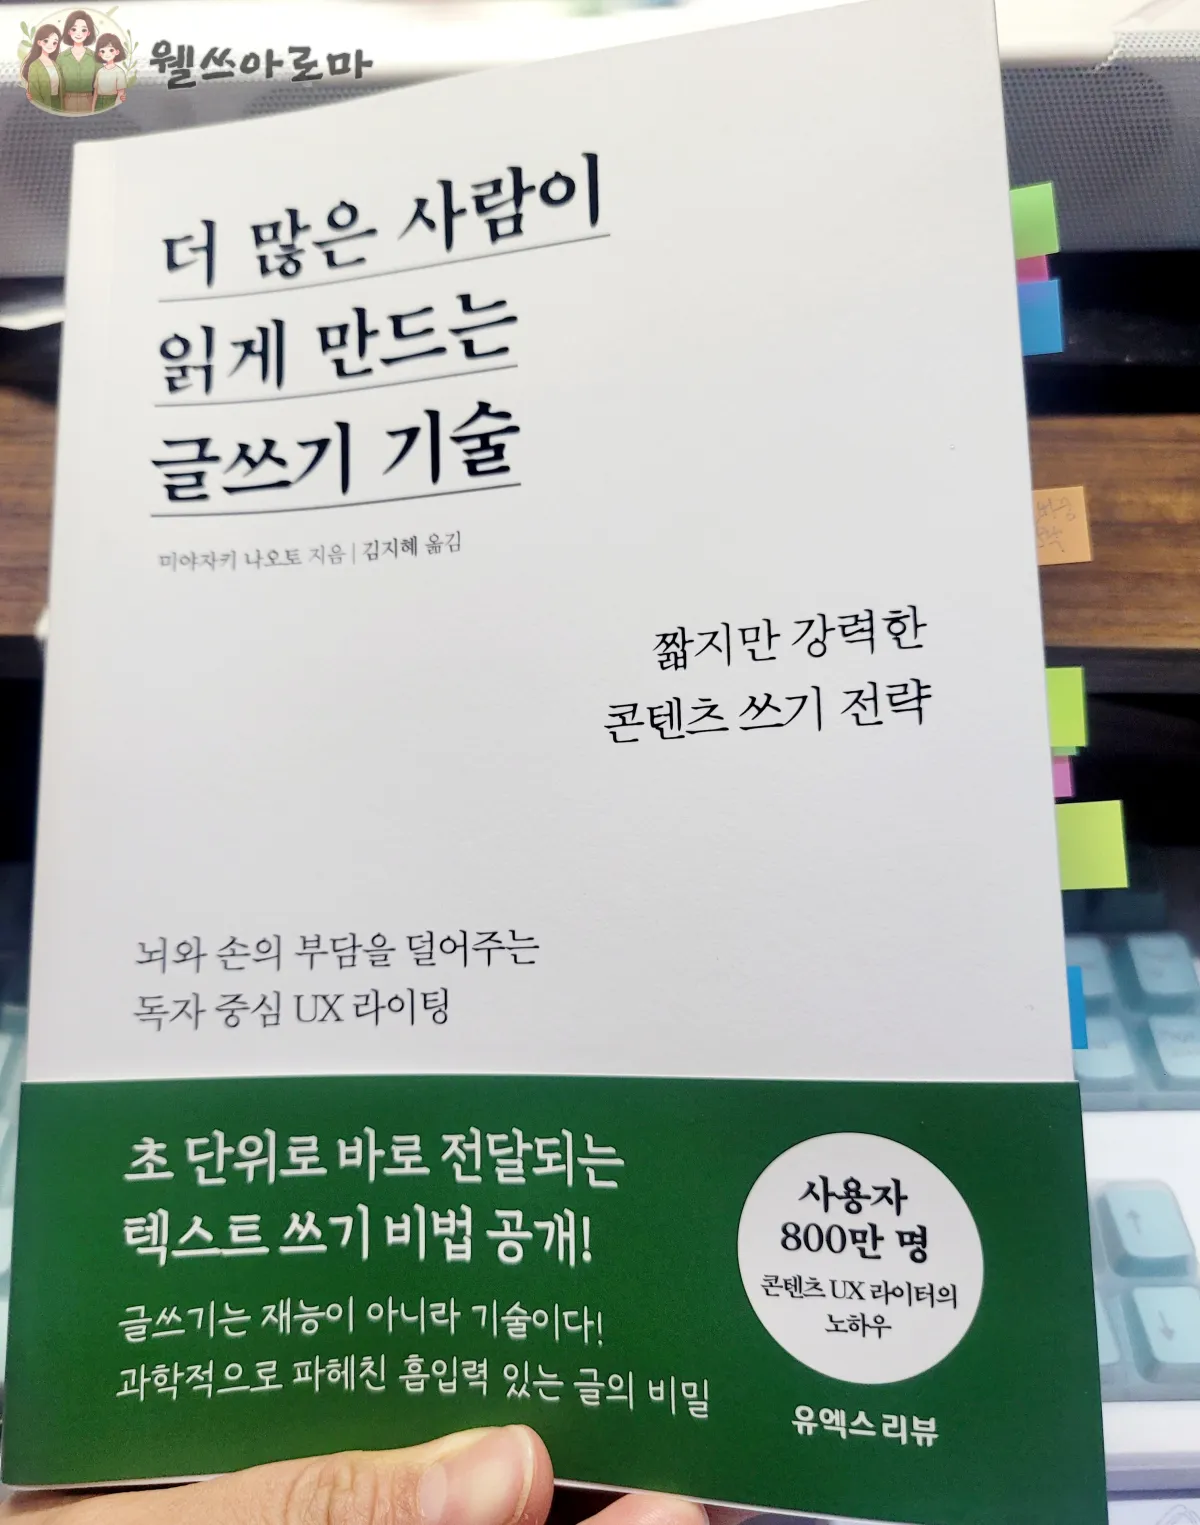 웰쓰아로마
더 많은 사람이
읽게 만드는
글쓰기 기술
미야자키 나오토 지음 | 김지혜 옮김
짧지만 강력한
콘텐츠 쓰기 전략
뇌와 손의 부담을 덜어주는
독자 중심 UX 라이팅
초 단위로 바로 전달되는
텍스트 쓰기 비법 공개!
글쓰기는 재능이 아니라 기술이다!
과학적으로 파헤친 흡입력 있는 글의 비밀
사용자
800만 명
콘텐츠 UX 라이터의
노하우
유엑스리뷰